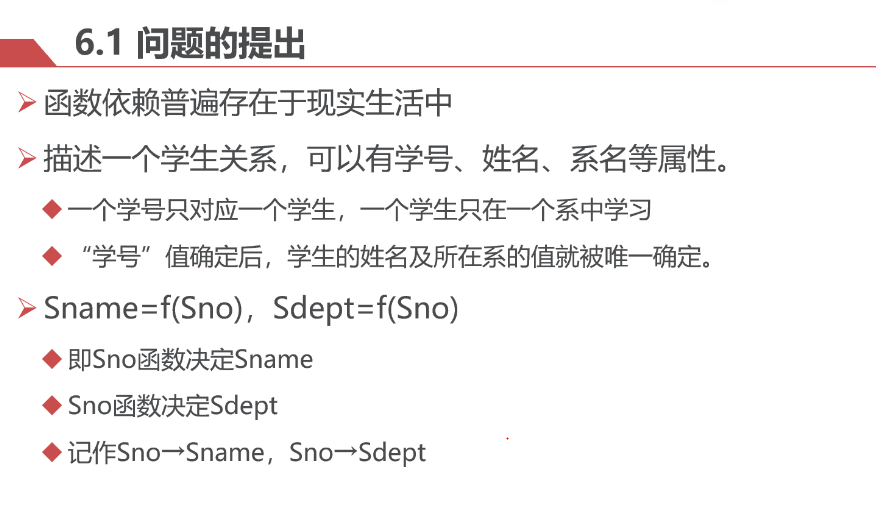 6.1 问题的提出
函数依赖普遍存在于现实生活中
描述一个学生关系，可以有学号、姓名、系名等属性。
一个学号只对应一个学生，一个学生只在一个系中学习
“学号”值确定后，学生的姓名及所在系的值就被唯一确定。
Sname=f(Sno)，Sdept=f(Sno)
即Sno函数决定Sname
Sno函数决定Sdept
记作Sno→Sname，Sno→Sdept